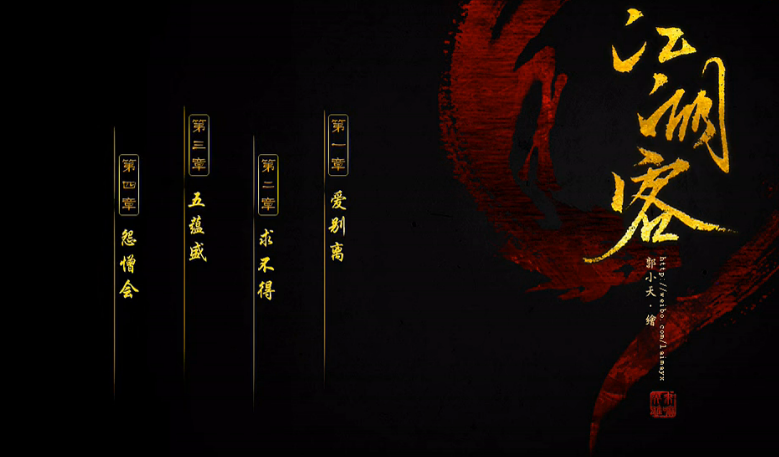 江湖客
郭小天·繪
http://weibo.com/laimayx
第一章
爱别离
第二章
求不得
第三章
五蕴盛
第四章
怨憎会